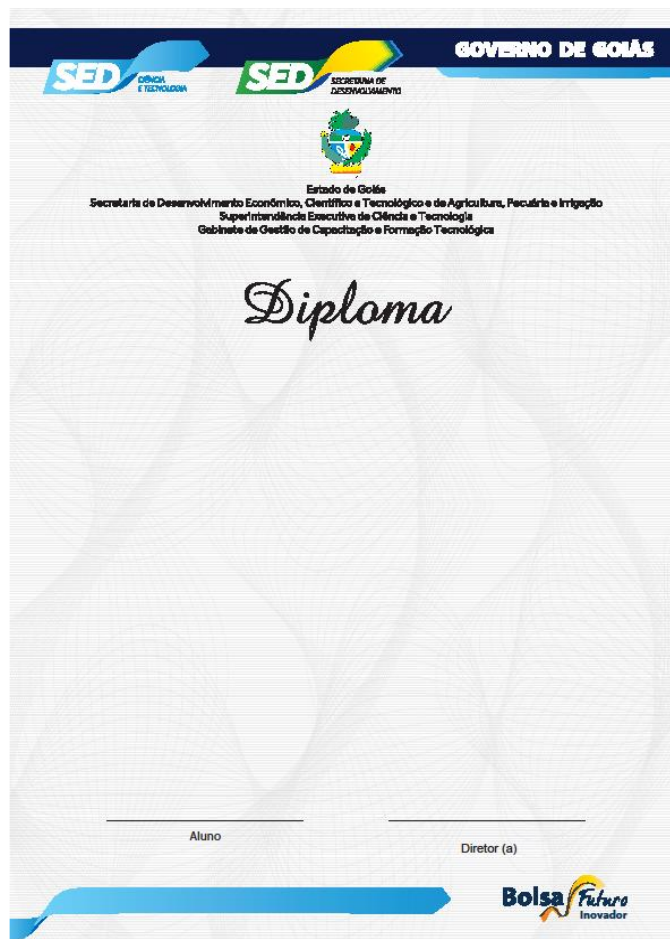 GOVERNO DE GOIÁS
SED CIÊNCIA
E TECNOLOGIA
SED SECRETARIA DE
DESENVOLVIMENTO
Estado de Goiás
Secretaria de Desenvolvimento Econômico, Científico e Tecnológico e de Agricultura, Pecuária e Irrigação
Superintendência Executiva de Ciência e Tecnologia
Gabinete de Gestão de Capacitação e Formação Tecnológica
Diploma
Aluno
Diretor (a)
Bolsa Futuro
Inovador